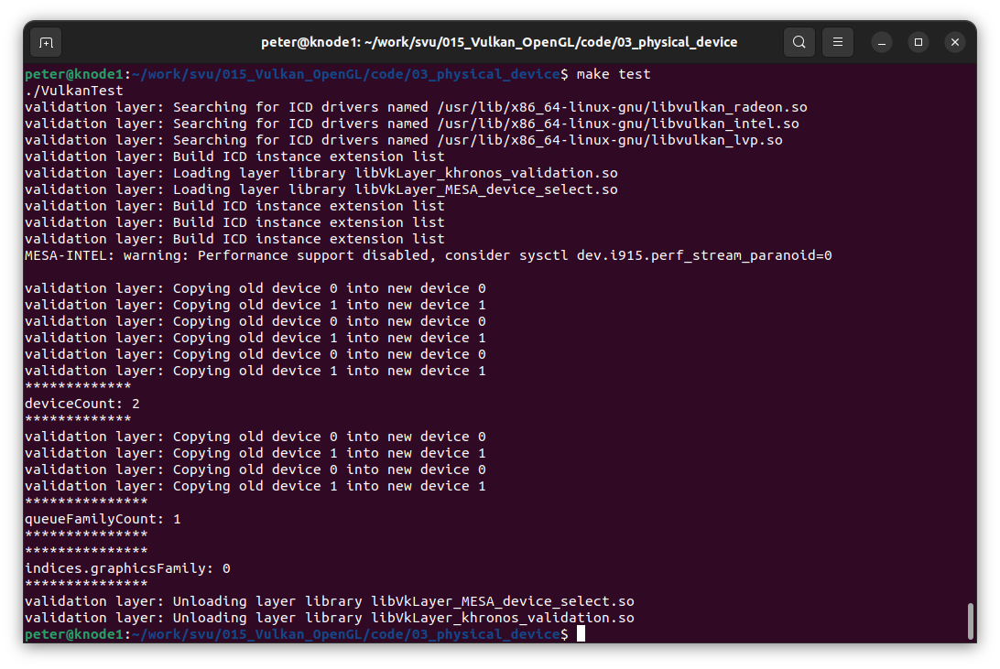 peter@knode1: ~/work/svu/015_Vulkan_OpenGL/code/03_physical_device
peter@knode1:~/work/svu/015_Vulkan_OpenGL/code/03_physical_device$ make test
./VulkanTest
validation layer: Searching for ICD drivers named /usr/lib/x86_64-linux-gnu/libvulkan_radeon.so
validation layer: Searching for ICD drivers named /usr/lib/x86_64-linux-gnu/libvulkan_intel.so
validation layer: Searching for ICD drivers named /usr/lib/x86_64-linux-gnu/libvulkan_lvp.so
validation layer: Build ICD instance extension list
validation layer: Loading layer library libVkLayer_khronos_validation.so
validation layer: Loading layer library libVkLayer_MESA_device_select.so
validation layer: Build ICD instance extension list
validation layer: Build ICD instance extension list
validation layer: Build ICD instance extension list
MESA-INTEL: warning: Performance support disabled, consider sysctl dev.i915.perf_stream_paranoid=0
validation layer: Copying old device 0 into new device 0
validation layer: Copying old device 1 into new device 1
validation layer: Copying old device 0 into new device 0
validation layer: Copying old device 1 into new device 1
validation layer: Copying old device 0 into new device 0
validation layer: Copying old device 1 into new device 1
*************
deviceCount: 2
*************
validation layer: Copying old device 0 into new device 0
validation layer: Copying old device 1 into new device 1
validation layer: Copying old device 0 into new device 0
validation layer: Copying old device 1 into new device 1
***************
queueFamilyCount: 1
***************
***************
indices.graphicsFamily: 0
***************
validation layer: Unloading layer library libVkLayer_MESA_device_select.so
validation layer: Unloading layer library libVkLayer_khronos_validation.so
peter@knode1:~/work/svu/015_Vulkan_OpenGL/code/03_physical_device$